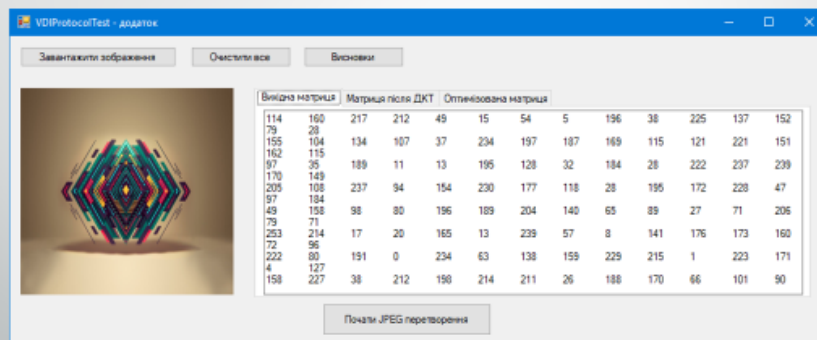 VDIProtocolTest - додаток
Завантажити зображення Очистити все Висновки
Вихідна матриця Матриця після ДКТ Оптимізована матриця
114 160 217 212 49 15 54 5 196 38 225 137 152
79 28
155 104 134 107 37 234 197 187 169 115 121 221 151
162 115
97 35 189 11 13 195 128 32 184 28 222 237 239
170 149
205 108 237 94 154 230 177 118 28 195 172 228 47
97 184
49 158 98 80 196 189 204 140 65 89 27 71 206
79 71
253 214 17 20 165 13 239 57 8 141 176 173 160
72 96
222 80 191 0 234 63 138 159 229 215 1 223 171
4 127
158 227 38 212 198 214 211 26 188 170 66 101 90
Почати JPEG перетворення